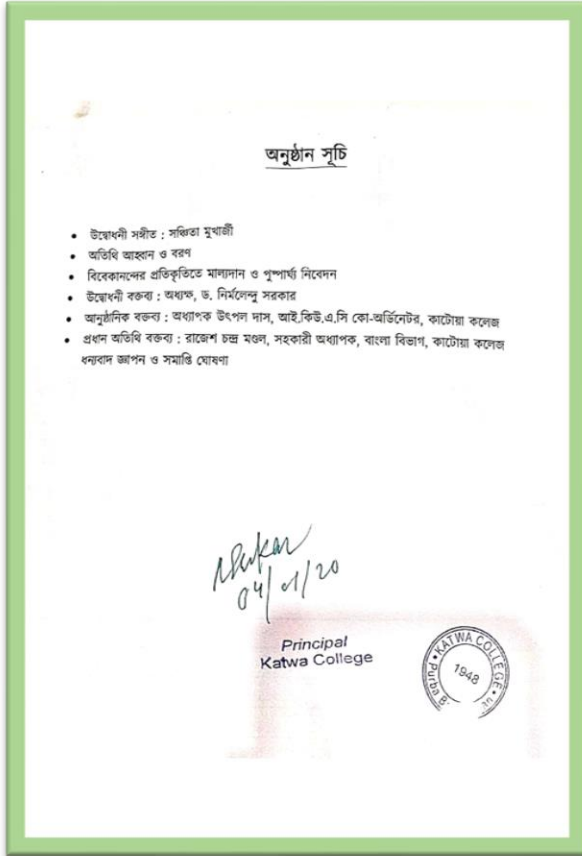 অনুষ্ঠান সূচি
• উদ্বোধনী সঙ্গীত : সঞ্চিতা মুখার্জী
• অতিথি আহ্বান ও বরণ
• বিবেকানন্দের প্রতিকৃতিতে মাল্যদান ও পুষ্পার্ঘ্য নিবেদন
• উদ্বোধনী বক্তব্য : অধ্যক্ষ, ড. নির্মলেন্দু সরকার
• আনুষ্ঠানিক বক্তব্য : অধ্যাপক উৎপল দাস, আই.কিউ.এ.সি কো-অর্ডিনেটর, কাটোয়া কলেজ
• প্রধান অতিথি বক্তব্য : রাজেশ চন্দ্র মণ্ডল, সহকারী অধ্যাপক, বাংলা বিভাগ, কাটোয়া কলেজ
ধন্যবাদ জ্ঞাপন ও সমাপ্তি ঘোষণা
04/01/20
Principal
Katwa College
KATWA COLLEGE
Purba B
1948